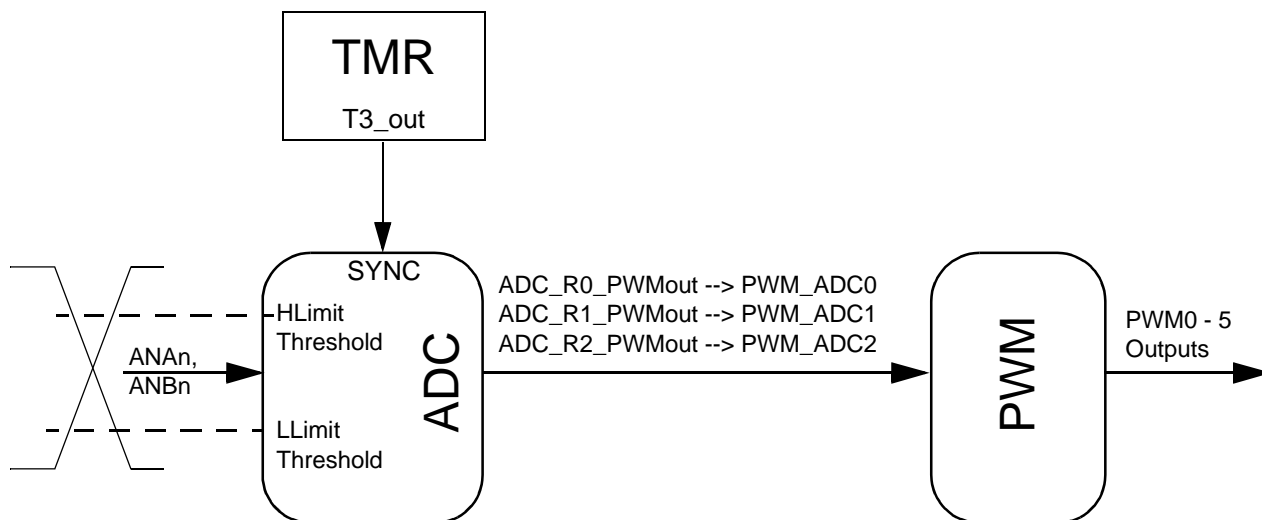 TMR
T3_out
SYNC
HLimit
Threshold
ANAn,
ANBn
LLimit
Threshold
ADC
ADC_R0_PWMout --> PWM_ADC0
ADC_R1_PWMout --> PWM_ADC1
ADC_R2_PWMout --> PWM_ADC2
PWM
PWM0 - 5
Outputs